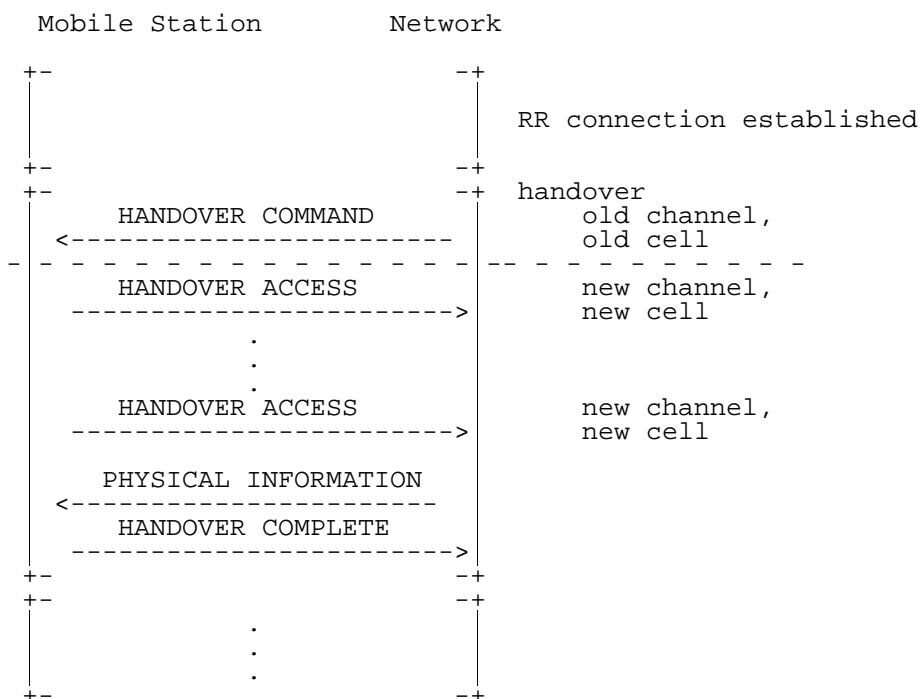 Mobile Station Network
RR connection established
handover
HANDOVER COMMAND old channel,
old cell
HANDOVER ACCESS new channel,
new cell
.
.
.
HANDOVER ACCESS new channel,
new cell
PHYSICAL INFORMATION
HANDOVER COMPLETE
.
.
.